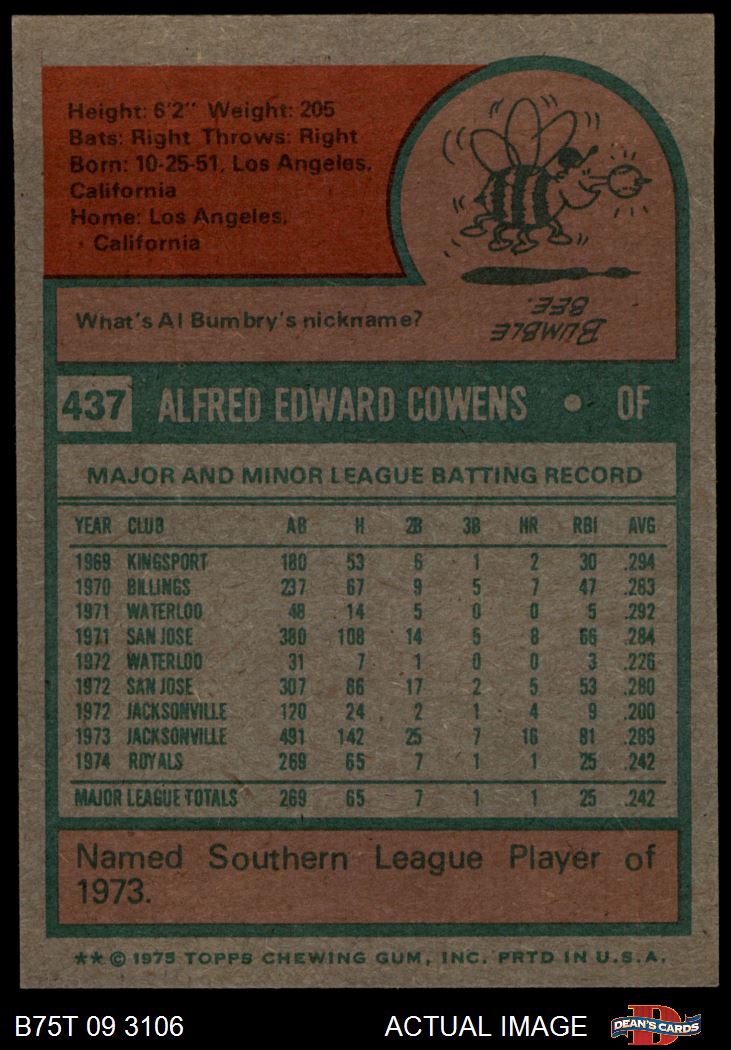 Height: 6'2" Weight: 205
Bats: Right Throws: Right
Born: 10-25-51, Los Angeles,
California
Home: Los Angeles,
California
What's Al Bumbry's nickname?
BUMBLE
BEE.
437 ALFRED EDWARD COWENS • OF
MAJOR AND MINOR LEAGUE BATTING RECORD
YEAR CLUB AB H 2B 3B HR RBI AVG
1969 KINGSPORT 180 53 6 1 2 30 .294
1970 BILLINGS 237 67 9 5 7 47 .283
1971 WATERLOO 48 14 5 0 0 5 .292
1971 SAN JOSE 380 108 14 5 8 66 .284
1972 WATERLOO 31 7 1 0 0 3 .226
1972 SAN JOSE 307 86 17 2 5 53 .280
1972 JACKSONVILLE 120 24 2 1 4 9 .200
1973 JACKSONVILLE 491 142 25 7 16 81 .289
1974 ROYALS 269 65 7 1 1 25 .242
MAJOR LEAGUE TOTALS 269 65 7 1 1 25 .242
Named Southern League Player of
1973.
** © 1975 TOPPS CHEWING GUM, INC. PRTD IN U.S.A.
B75T 09 3106 ACTUAL IMAGE DEAN'S CARDS